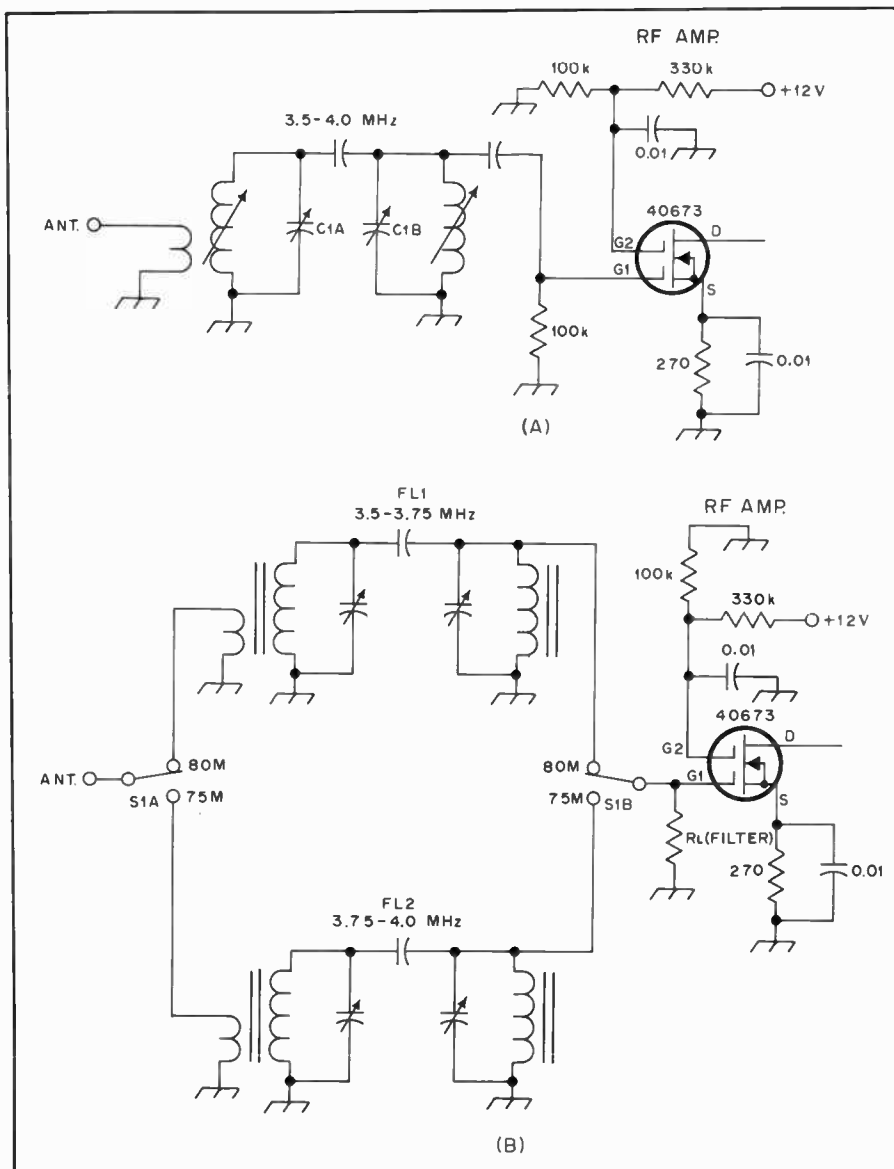 RF AMP.
100k
330k
+12V
3.5-4.0 MHz
0.01
40673
ANT.
C1A
C1B
G2
D
G1
S
100k
270
0.01
(A)
FL1
3.5-3.75 MHz
RF AMP.
100k
330k
+12V
0.01
40673
G2
D
ANT.
80M
80M
G1
S1A
75M
75M
S1B
S
RL(FILTER)
270
0.01
FL2
3.75-4.0 MHz
(B)